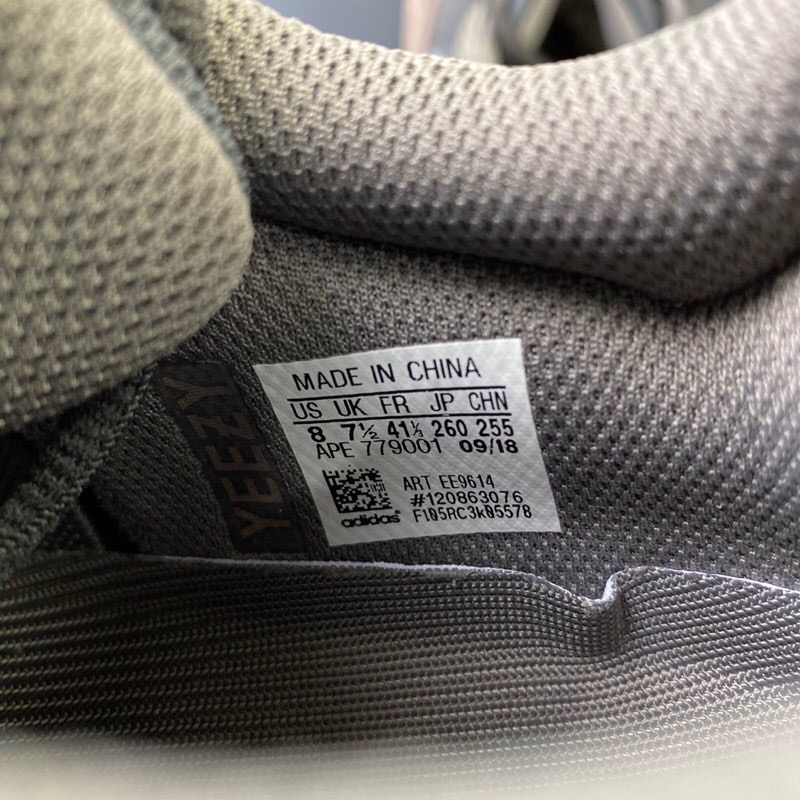 MADE IN CHINA
US UK FR JP CHN
8 7½ 41⅓ 260 255
APE 779001 09/18
ART EE9614
#120863076
F105RC3k05578
adidas
YEEZY